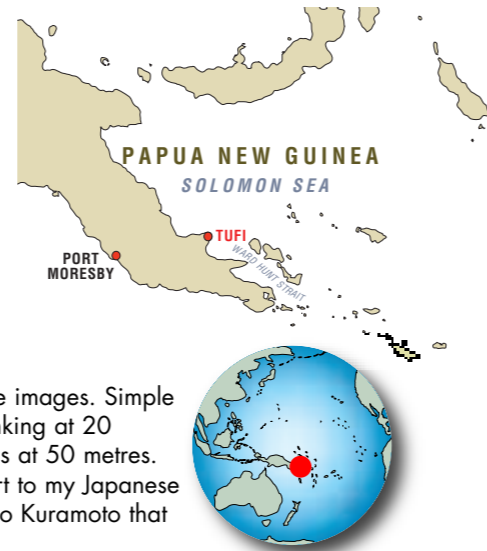 PAPUA NEW GUINEA
SOLOMON SEA
TUFI
WARD HUNT STRAIT
PORT
MORESBY
e images. Simple
nking at 20
s at 50 metres.
rt to my Japanese
o Kuramoto that